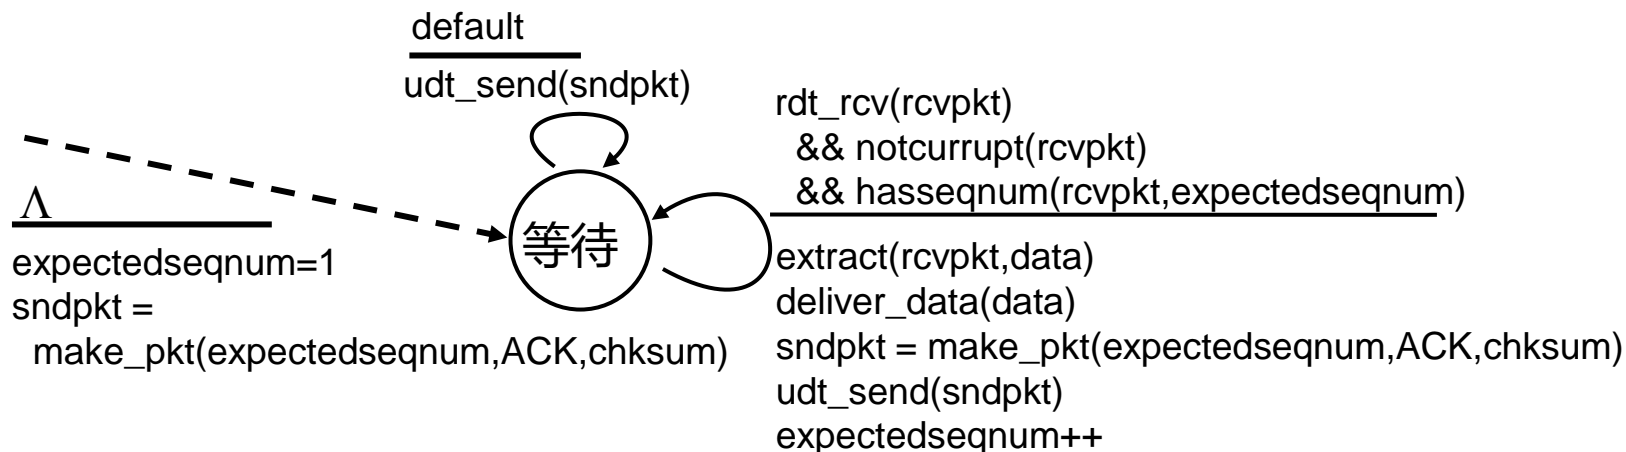 default
udt_send(sndpkt)
rdt_rcv(rcvpkt)
&& notcurrupt(rcvpkt)
&& hasseqnum(rcvpkt,expectedseqnum)
Λ
expectedseqnum=1
sndpkt =
make_pkt(expectedseqnum,ACK,chksum)
等待
extract(rcvpkt,data)
deliver_data(data)
sndpkt = make_pkt(expectedseqnum,ACK,chksum)
udt_send(sndpkt)
expectedseqnum++